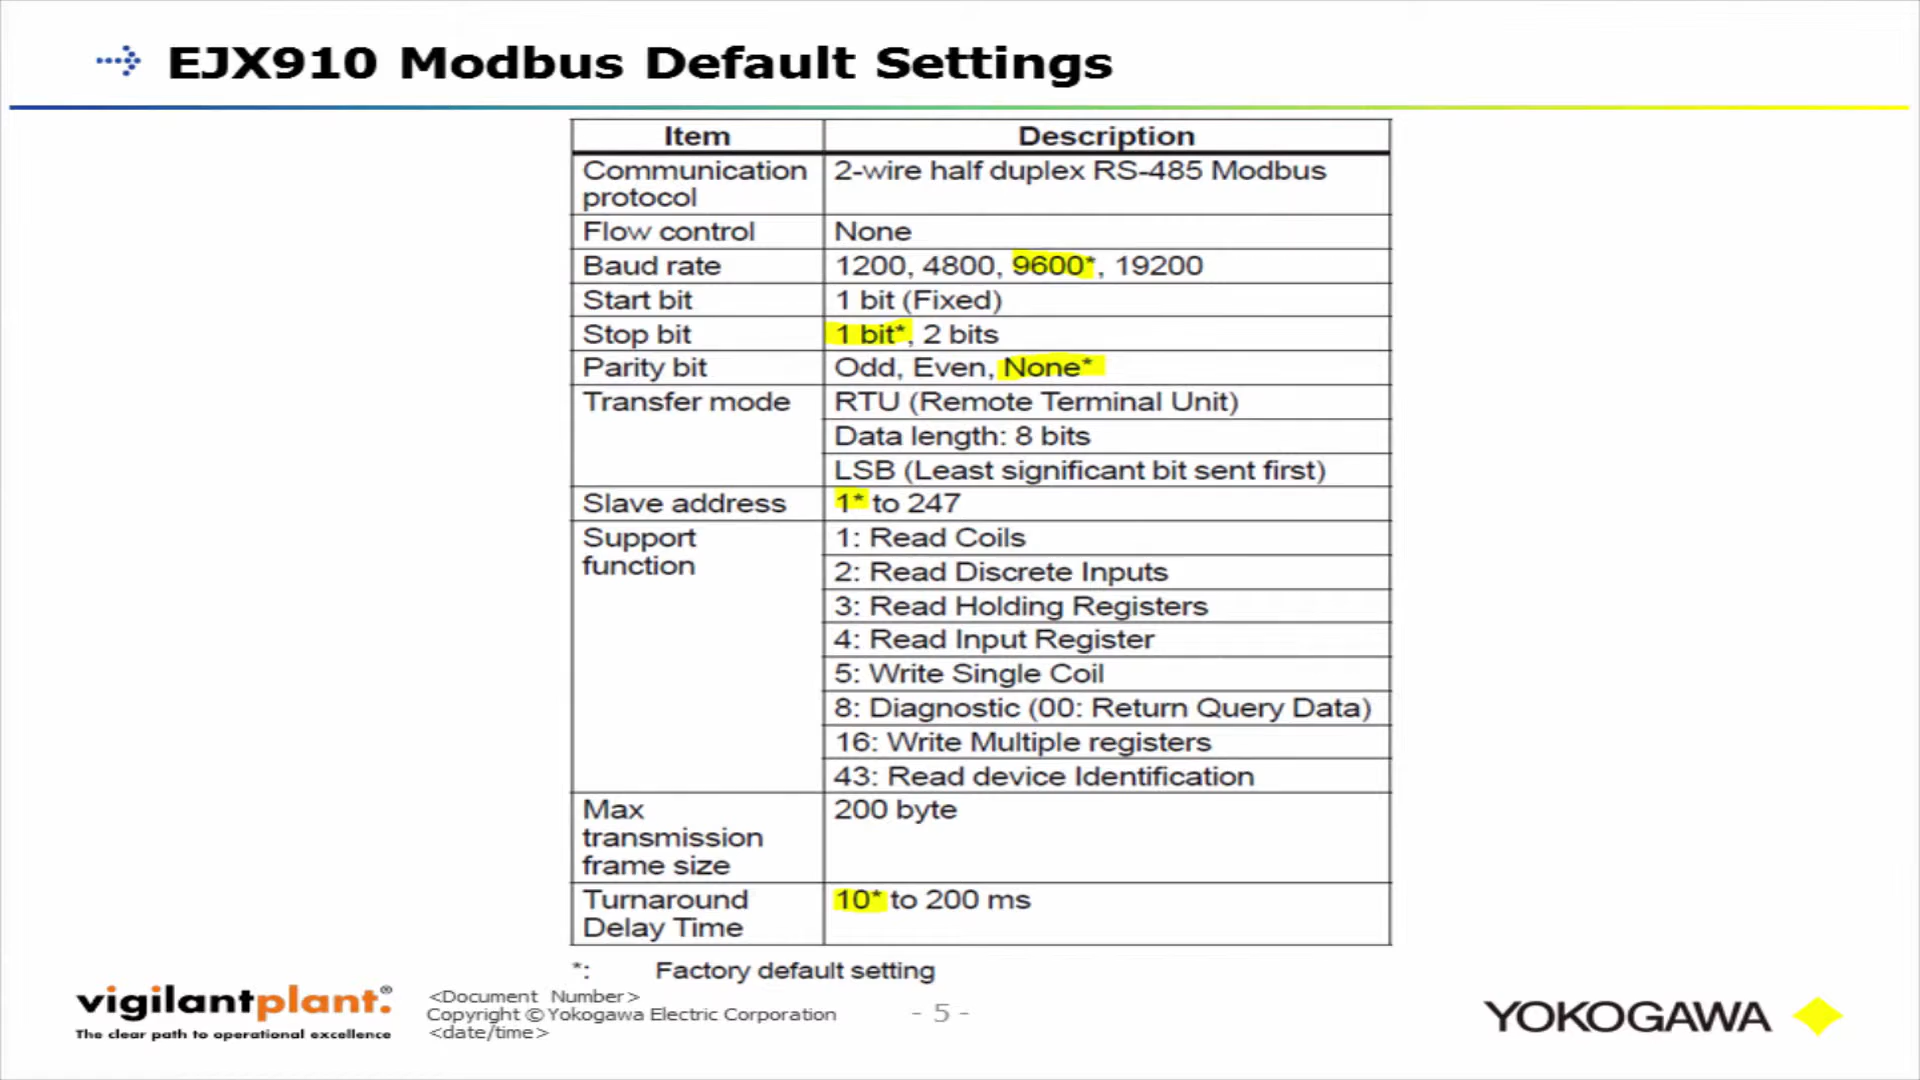 EJX910 Modbus Default Settings
Item Description
Communication protocol 2-wire half duplex RS-485 Modbus
Flow control None
Baud rate 1200, 4800, 9600*, 19200
Start bit 1 bit (Fixed)
Stop bit 1 bit*, 2 bits
Parity bit Odd, Even, None*
Transfer mode RTU (Remote Terminal Unit)
Data length: 8 bits
LSB (Least significant bit sent first)
Slave address 1* to 247
Support function 1: Read Coils
2: Read Discrete Inputs
3: Read Holding Registers
4: Read Input Register
5: Write Single Coil
8: Diagnostic (00: Return Query Data)
16: Write Multiple registers
43: Read device Identification
Max transmission frame size 200 byte
Turnaround Delay Time 10* to 200 ms
*: Factory default setting
vigilantplant.®
The clear path to operational excellence
<Document Number>
Copyright © Yokogawa Electric Corporation
<date/time>
- 5 -
YOKOGAWA